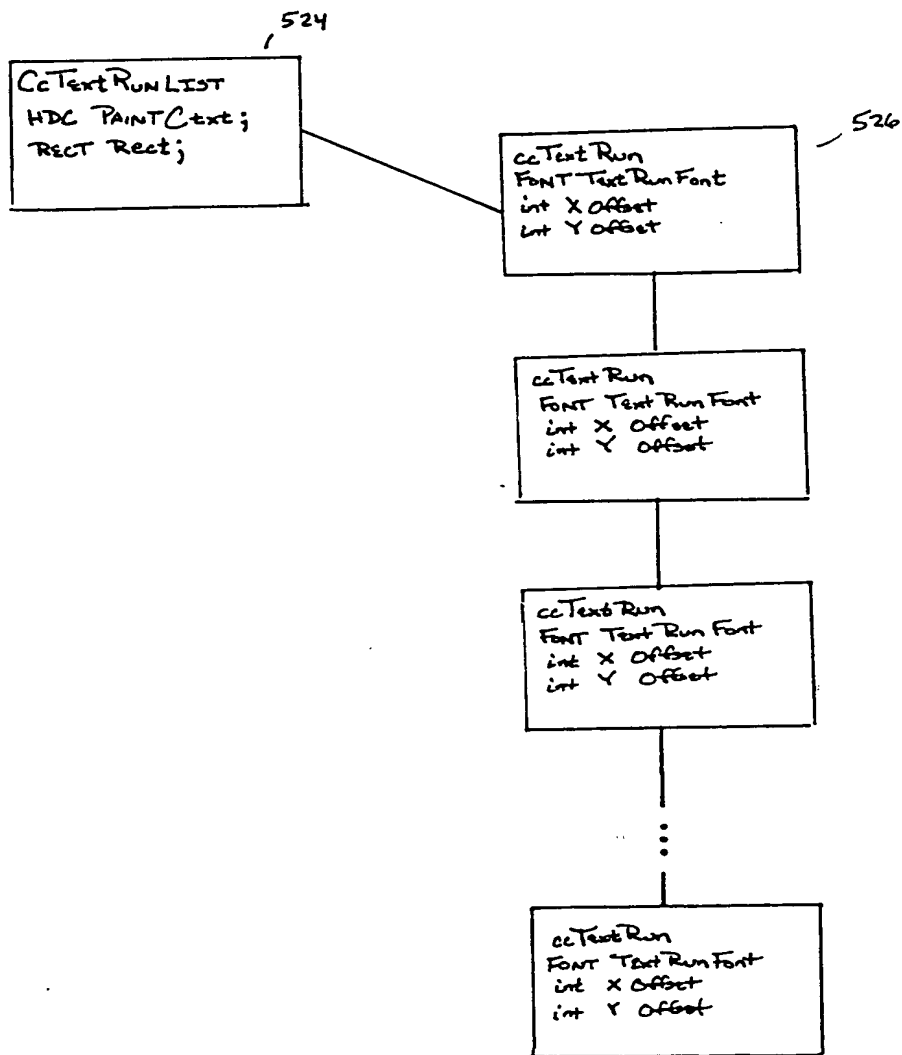 524
CcTextRunLIST
HDC PAINTCtxt;
RECT Rect;
526
ccTextRun
FONT TextRunFont
int X Offset
int Y Offset
ccTextRun
FONT TextRunFont
int X Offset
int Y Offset
ccTextRun
FONT TextRunFont
int X Offset
int Y Offset
ccTextRun
FONT TextRunFont
int X Offset
int Y Offset